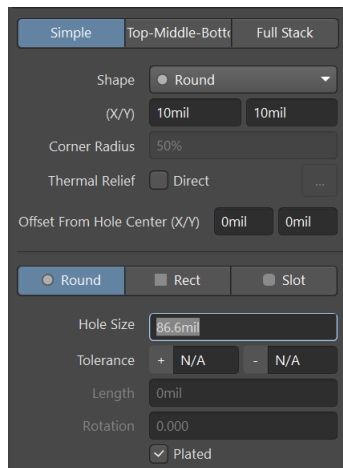 Simple Top-Middle-Botto Full Stack
Shape Round
(X/Y) 10mil 10mil
Corner Radius 50%
Thermal Relief Direct ...
Offset From Hole Center (X/Y) 0mil 0mil
Round Rect Slot
Hole Size 86.6mil
Tolerance + N/A - N/A
Length 0mil
Rotation 0.000
Plated